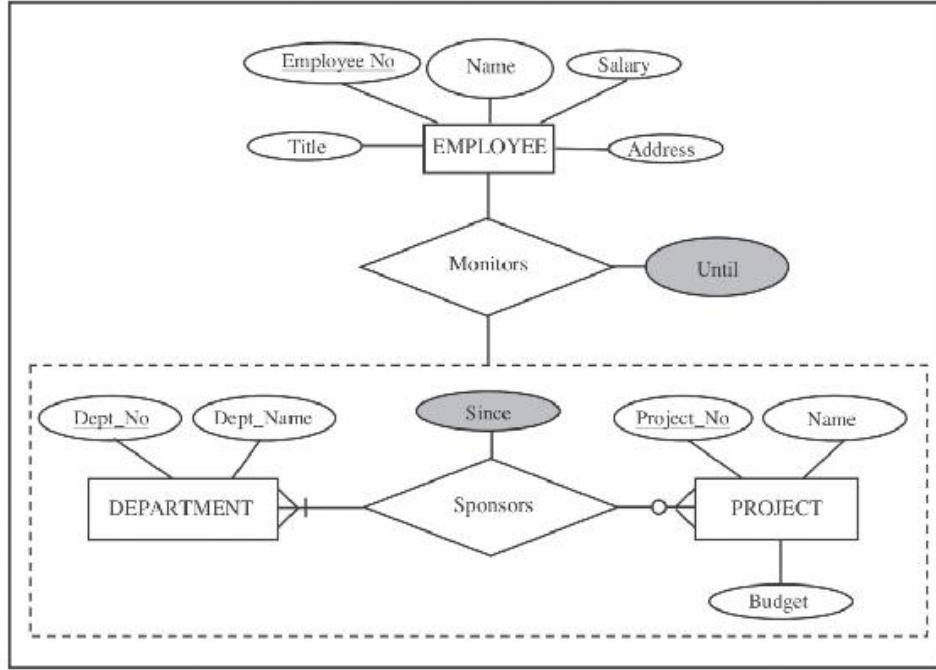 Employee No
Name
Salary
Title
EMPLOYEE
Address
Monitors
Until
Dept_No
Dept_Name
Since
Project_No
Name
DEPARTMENT
Sponsors
PROJECT
Budget